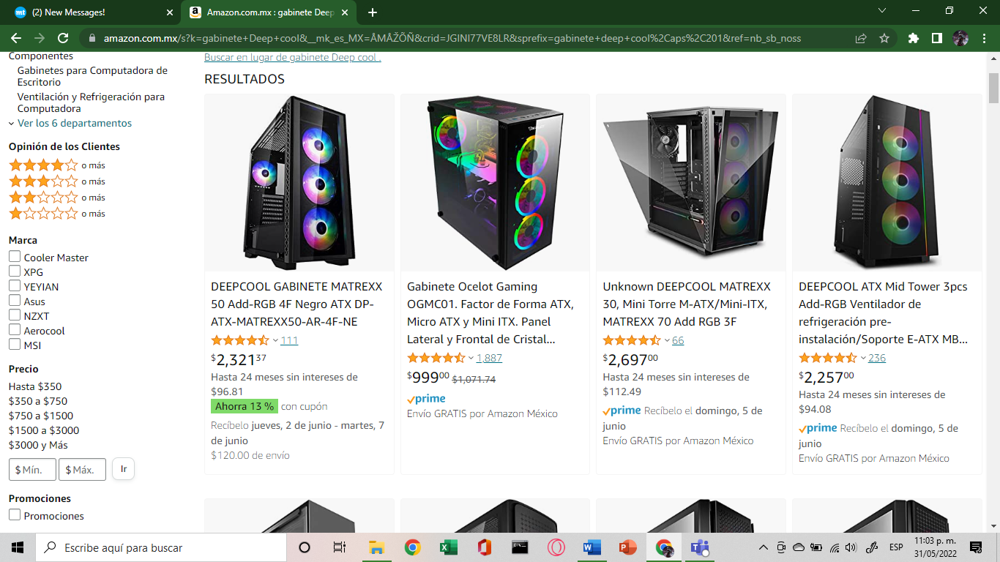 (2) New Messages!
Amazon.com.mx : gabinete Deep
amazon.com.mx/s?k=gabinete+Deep+cool&__mk_es_MX=ÅMÅŽÕÑ&crid=JGINI77VE8LR&sprefix=gabinete+deep+cool%2Caps%2C201&ref=nb_sb_noss
Componentes
Gabinetes para Computadora de
Escritorio
Ventilación y Refrigeración para
Computadora
Ver los 6 departamentos
Opinión de los Clientes
o más
o más
o más
o más
Marca
Cooler Master
XPG
YEYIAN
Asus
NZXT
Aerocool
MSI
Precio
Hasta $350
$350 a $750
$750 a $1500
$1500 a $3000
$3000 y Más
$ Mín.
$ Máx.
Ir
Promociones
Promociones
Buscar en lugar de gabinete Deep cool .
RESULTADOS
DEEPCOOL GABINETE MATREXX
50 Add-RGB 4F Negro ATX DP-
ATX-MATREXX50-AR-4F-NE
111
$2,32137
Hasta 24 meses sin intereses de
$96.81
Ahorra 13 % con cupón
Recíbelo jueves, 2 de junio - martes, 7
de junio
$120.00 de envío
Gabinete Ocelot Gaming
OGMC01. Factor de Forma ATX,
Micro ATX y Mini ITX. Panel
Lateral y Frontal de Cristal...
1,887
$99900 $1,071.74
prime
Envío GRATIS por Amazon México
Unknown DEEPCOOL MATREXX
30, Mini Torre M-ATX/Mini-ITX,
MATREXX 70 Add RGB 3F
66
$2,69700
Hasta 24 meses sin intereses de
$112.49
prime Recíbelo el domingo, 5 de
junio
Envío GRATIS por Amazon México
DEEPCOOL ATX Mid Tower 3pcs
Add-RGB Ventilador de
refrigeración pre-
instalación/Soporte E-ATX MB...
236
$2,25700
Hasta 24 meses sin intereses de
$94.08
prime Recíbelo el domingo, 5 de
junio
Envío GRATIS por Amazon México
Escribe aquí para buscar
ESP
11:03 p. m.
31/05/2022